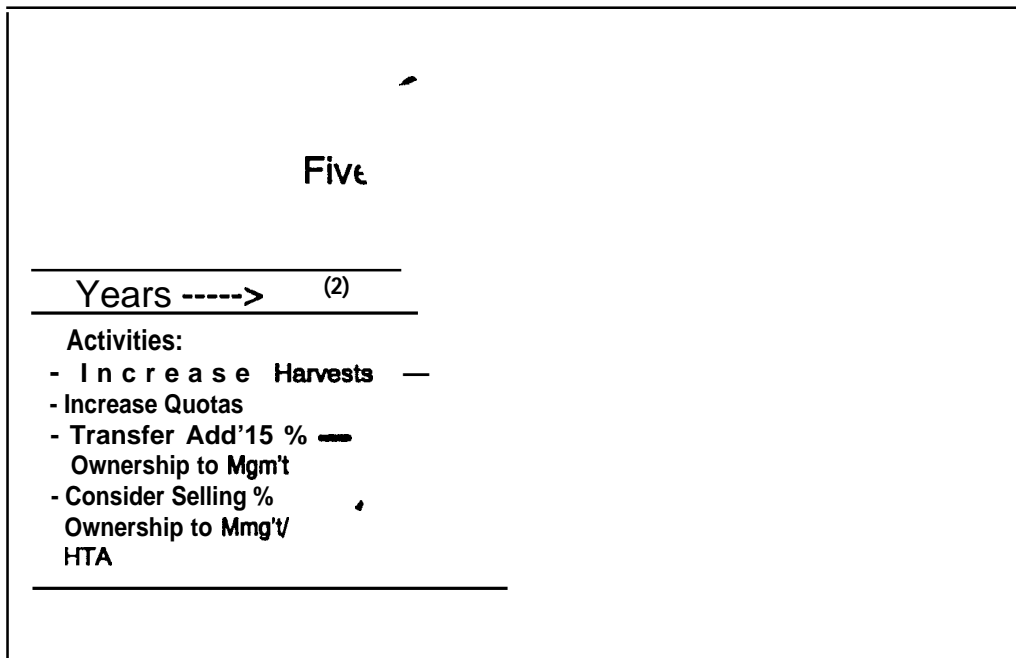 Five
Years -----> (2)
Activities:
- Increase Harvests —
- Increase Quotas
- Transfer Add'15 % —
Ownership to Mgm't
- Consider Selling %
Ownership to Mmg't/
HTA